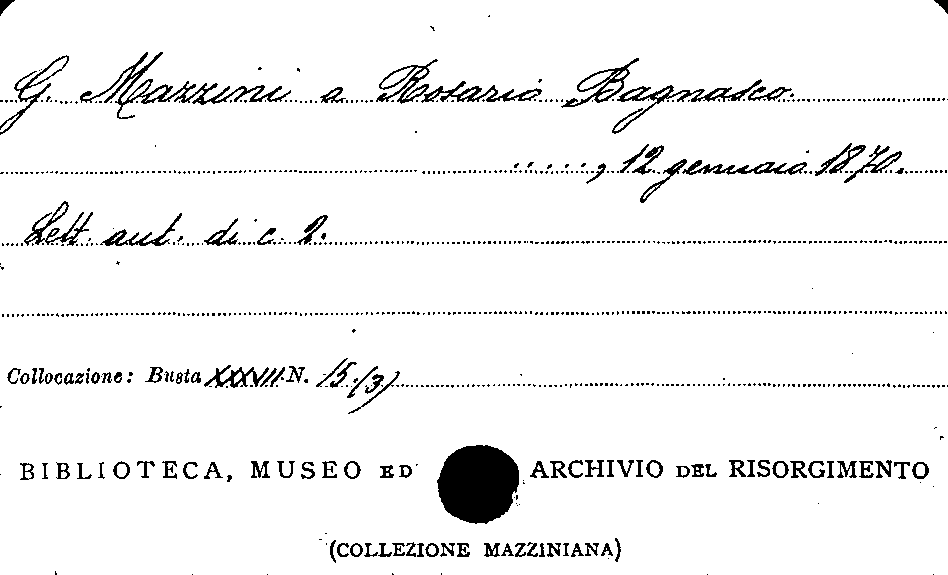 G. Mazzini a Rosario Bagnasco.
....., 12 gennaio 1870.
Lett. aut. di c. 2.
Collocazione: Busta XXXVIII N. 15 (3)
BIBLIOTECA, MUSEO ED ARCHIVIO DEL RISORGIMENTO
(COLLEZIONE MAZZINIANA)